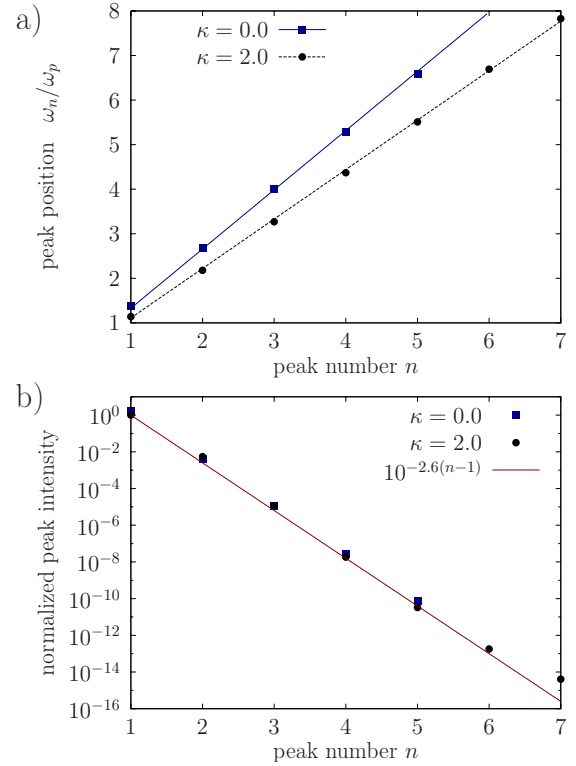 a)
peak position ωₙ/ωₚ
8
7
6
5
4
3
2
1
κ = 0.0
κ = 2.0
1 2 3 4 5 6 7
peak number n
b)
normalized peak intensity
10⁰
10⁻²
10⁻⁴
10⁻⁶
10⁻⁸
10⁻¹⁰
10⁻¹²
10⁻¹⁴
10⁻¹⁶
κ = 0.0
κ = 2.0
10⁻²·⁶⁽ⁿ⁻¹⁾
1 2 3 4 5 6 7
peak number n